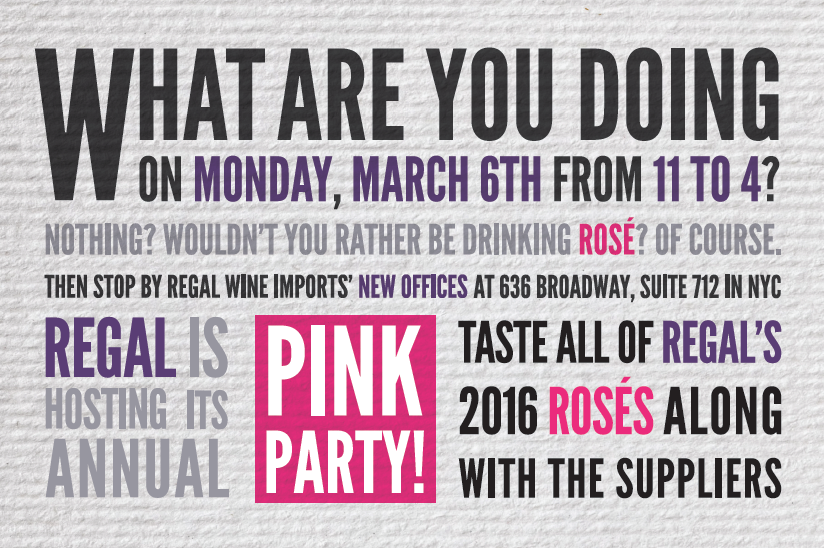 WHAT ARE YOU DOING
ON MONDAY, MARCH 6TH FROM 11 TO 4?
NOTHING? WOULDN'T YOU RATHER BE DRINKING ROSÉ? OF COURSE.
THEN STOP BY REGAL WINE IMPORTS' NEW OFFICES AT 636 BROADWAY, SUITE 712 IN NYC
REGAL IS
HOSTING ITS
ANNUAL
PINK
PARTY!
TASTE ALL OF REGAL'S
2016 ROSÉS ALONG
WITH THE SUPPLIERS